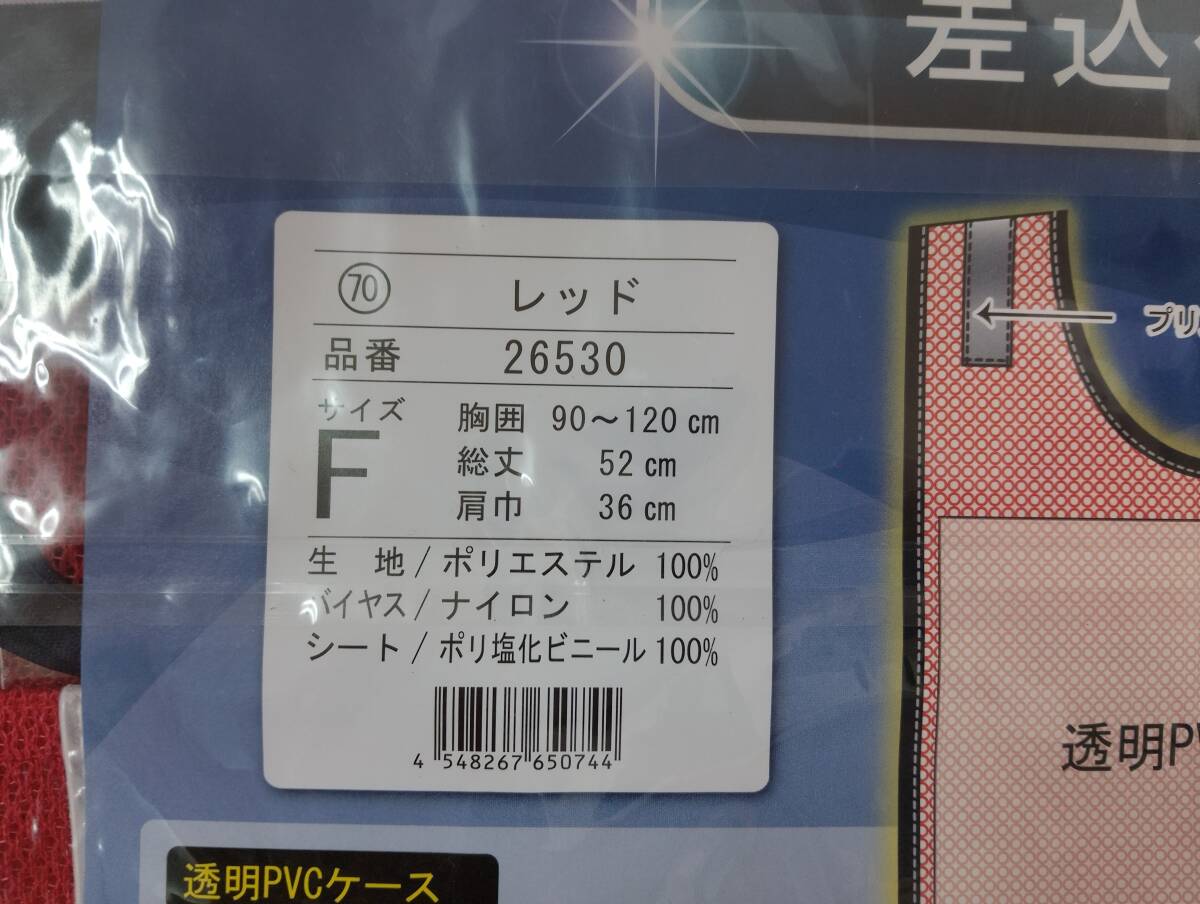 差込
⑦⓪ レッド
品番 26530
サイズ
F
胸囲 90～120 cm
総丈 52 cm
肩巾 36 cm
生 地/ポリエステル 100%
バイヤス/ナイロン 100%
シート/ポリ塩化ビニール 100%
4 548267 650744
プリ
透明PV
透明PVCケース